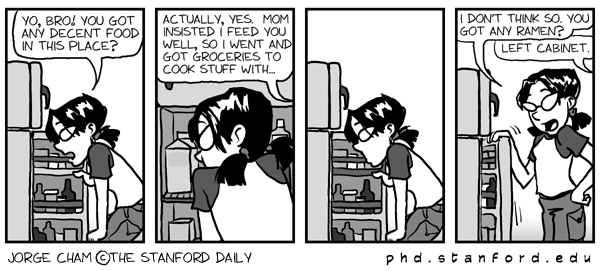 YO, BRO! YOU GOT
ANY DECENT FOOD
IN THIS PLACE?
ACTUALLY, YES. MOM
INSISTED I FEED YOU
WELL, SO I WENT AND
GOT GROCERIES TO
COOK STUFF WITH...
I DON'T THINK SO. YOU
GOT ANY RAMEN?
LEFT CABINET.
JORGE CHAM ©THE STANFORD DAILY
phd.stanford.edu